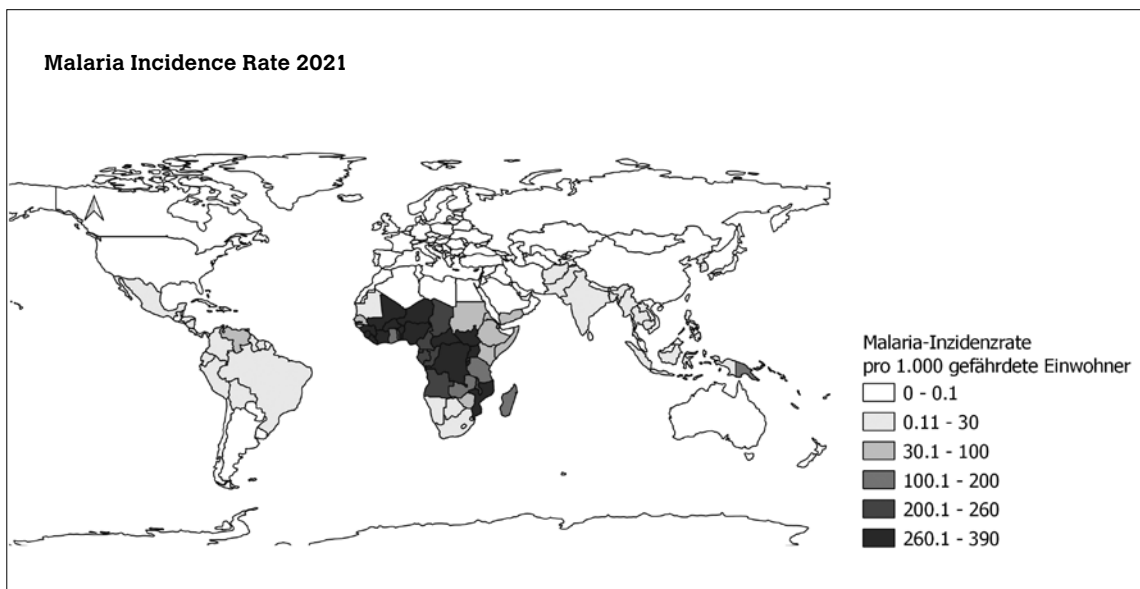 Malaria Incidence Rate 2021
Malaria-Inzidenzrate
pro 1.000 gefährdete Einwohner
0 - 0.1
0.11 - 30
30.1 - 100
100.1 - 200
200.1 - 260
260.1 - 390